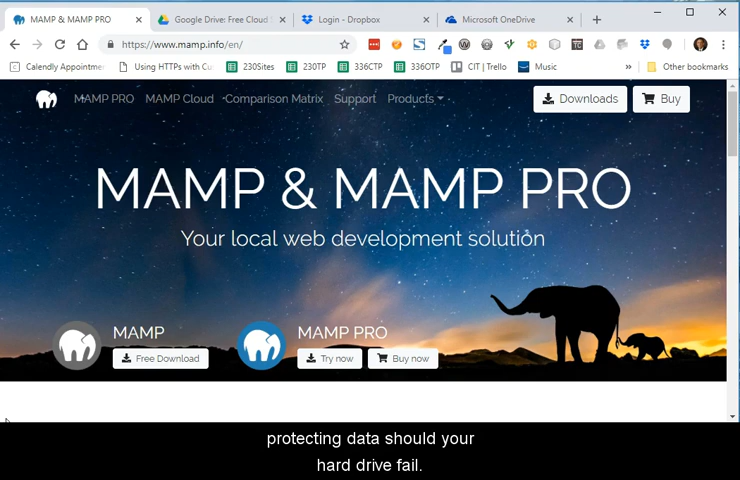 MAMP & MAMP PRO
Google Drive: Free Cloud S
Login - Dropbox
Microsoft OneDrive
https://www.mamp.info/en/
Calendly Appointme
Using HTTPs with Cu
230Sites
230TP
336CTP
336OTP
CIT | Trello
Music
»
Other bookmarks
MAMP PRO
MAMP Cloud
Comparison Matrix
Support
Products
Downloads
Buy
MAMP & MAMP PRO
Your local web development solution
MAMP
Free Download
MAMP PRO
Try now
Buy now
protecting data should your
hard drive fail.